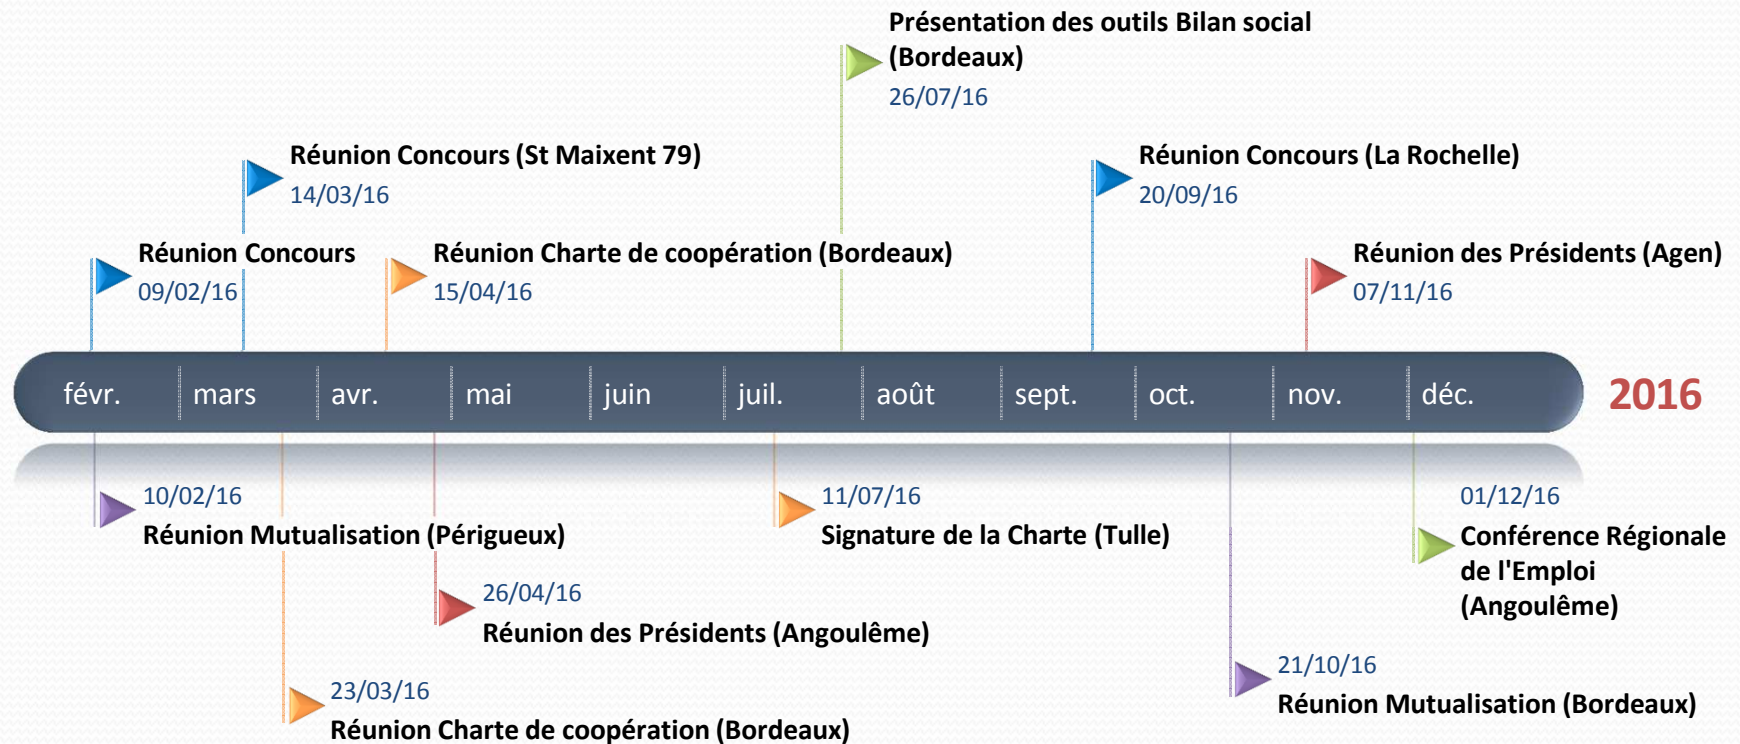 Présentation des outils Bilan social
(Bordeaux)
26/07/16
Réunion Concours (St Maixent 79)
14/03/16
Réunion Concours (La Rochelle)
20/09/16
Réunion Concours
09/02/16
Réunion Charte de coopération (Bordeaux)
15/04/16
Réunion des Présidents (Agen)
07/11/16
févr. mars avr. mai juin juil. août sept. oct. nov. déc. 2016
10/02/16
Réunion Mutualisation (Périgueux)
11/07/16
Signature de la Charte (Tulle)
01/12/16
Conférence Régionale
de l'Emploi
(Angoulême)
26/04/16
Réunion des Présidents (Angoulême)
21/10/16
Réunion Mutualisation (Bordeaux)
23/03/16
Réunion Charte de coopération (Bordeaux)